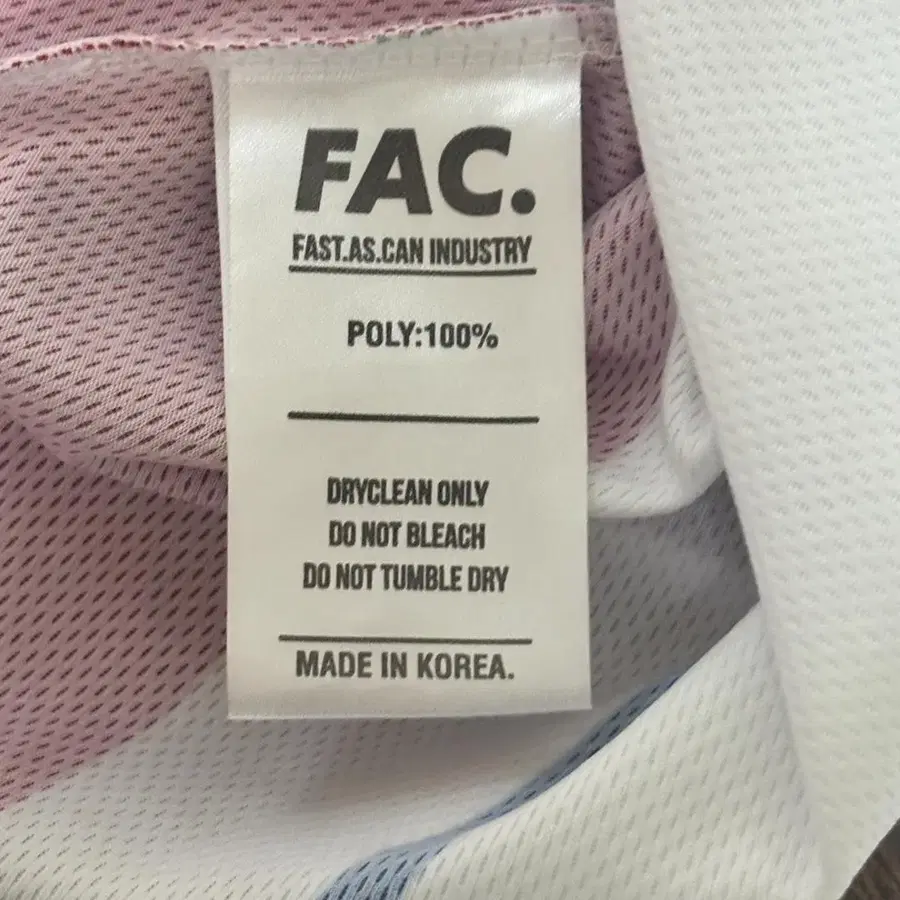 FAC.
FAST.AS.CAN INDUSTRY
POLY:100%
DRYCLEAN ONLY
DO NOT BLEACH
DO NOT TUMBLE DRY
MADE IN KOREA.